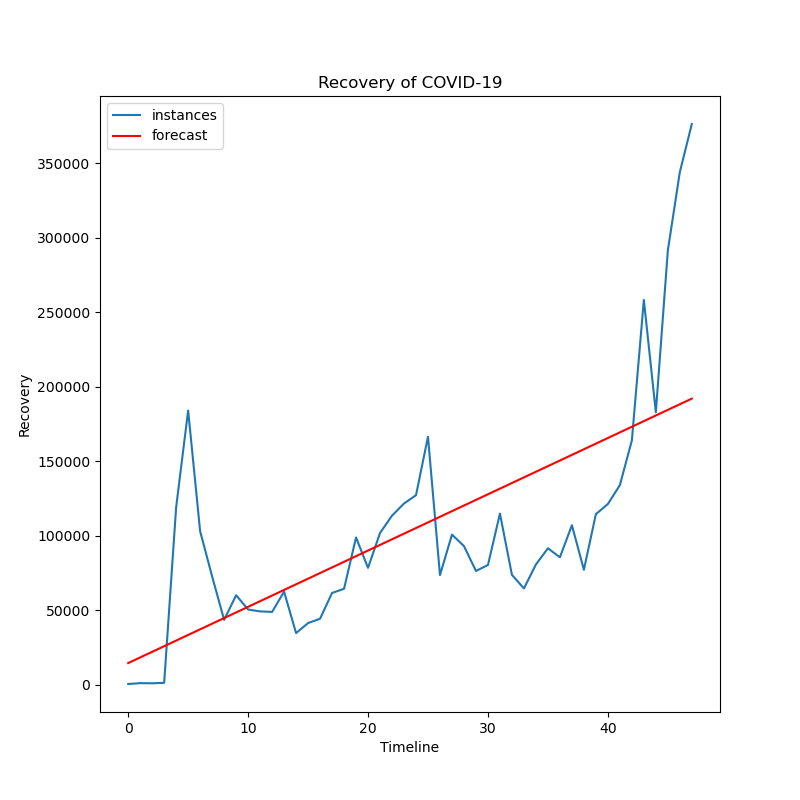 Recovery of COVID-19
instances
forecast
350000
300000
250000
200000
150000
100000
50000
0
Recovery
0 10 20 30 40
Timeline